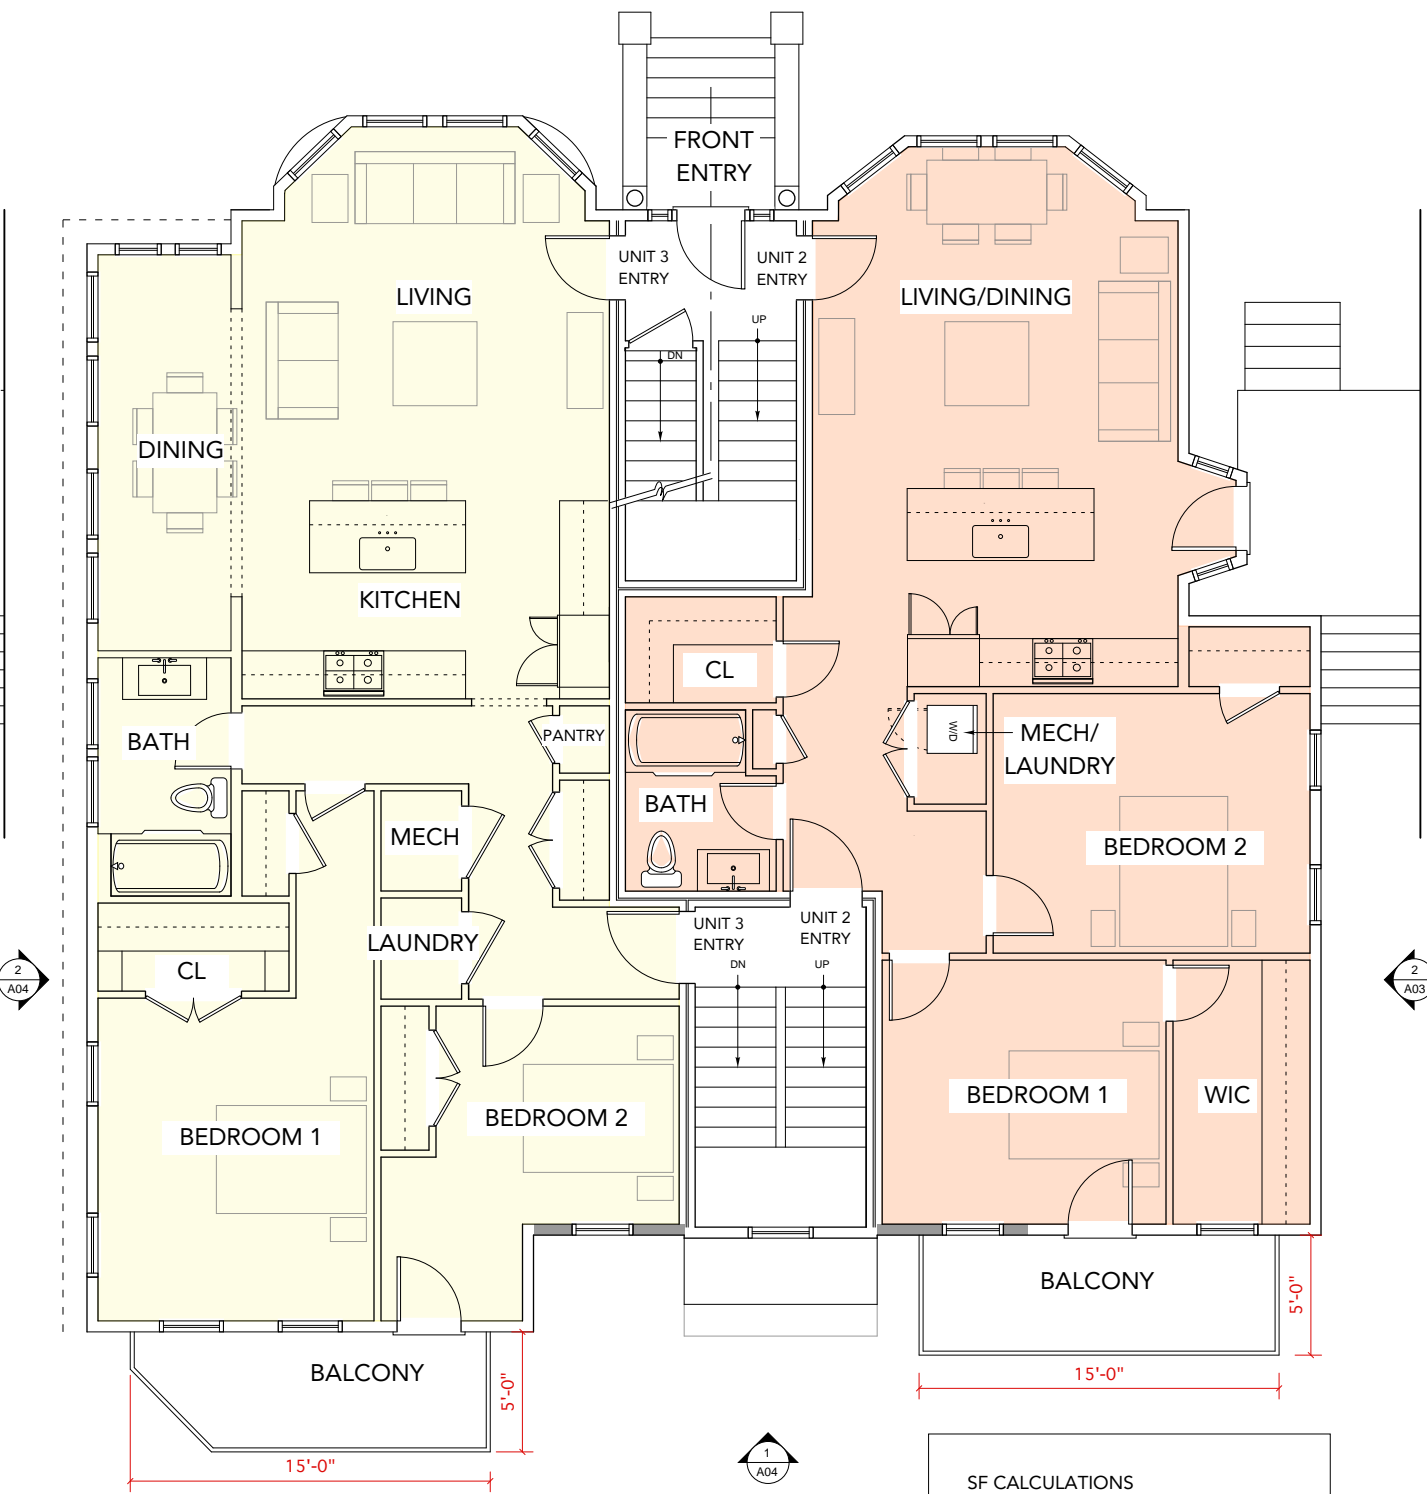 FRONT
ENTRY
UNIT 3
ENTRY
UNIT 2
ENTRY
LIVING
LIVING/DINING
UP
DN
DINING
KITCHEN
CL
PANTRY
BATH
W/D
MECH/
LAUNDRY
BATH
MECH
BEDROOM 2
UNIT 3
ENTRY
UNIT 2
ENTRY
LAUNDRY
DN
UP
CL
2
A04
2
A03
BEDROOM 1
WIC
BEDROOM 2
BEDROOM 1
BALCONY
5'-0"
15'-0"
BALCONY
5'-0"
15'-0"
1
A04
SF CALCULATIONS